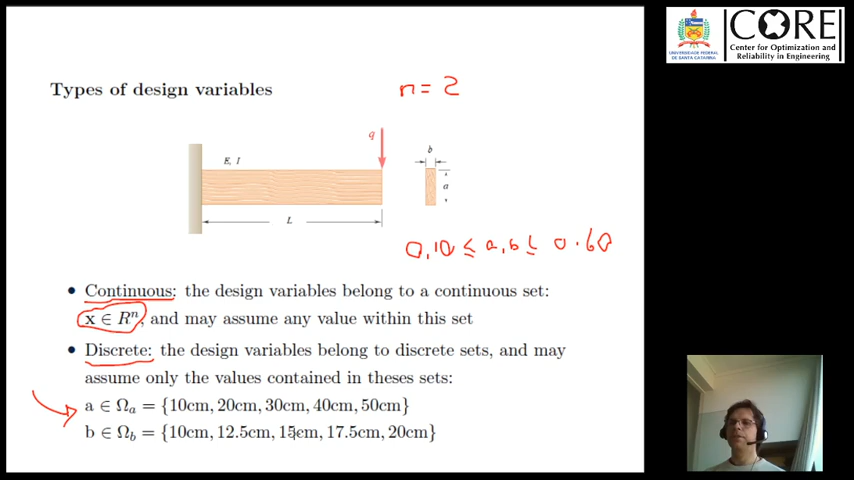 CORE
UNIVERSIDADE FEDERAL
DE SANTA CATARINA
Center for Optimization
and
Reliability in Engineering
Types of design variables
n = 2
q
E, I
b
a
L
0,10 ≤ a,b ≤ 0.60
• Continuous: the design variables belong to a continuous set:
x ∈ Rⁿ, and may assume any value within this set
• Discrete: the design variables belong to discrete sets, and may
assume only the values contained in theses sets:
a ∈ Ωₐ = {10cm, 20cm, 30cm, 40cm, 50cm}
b ∈ Ω_b = {10cm, 12.5cm, 15cm, 17.5cm, 20cm}